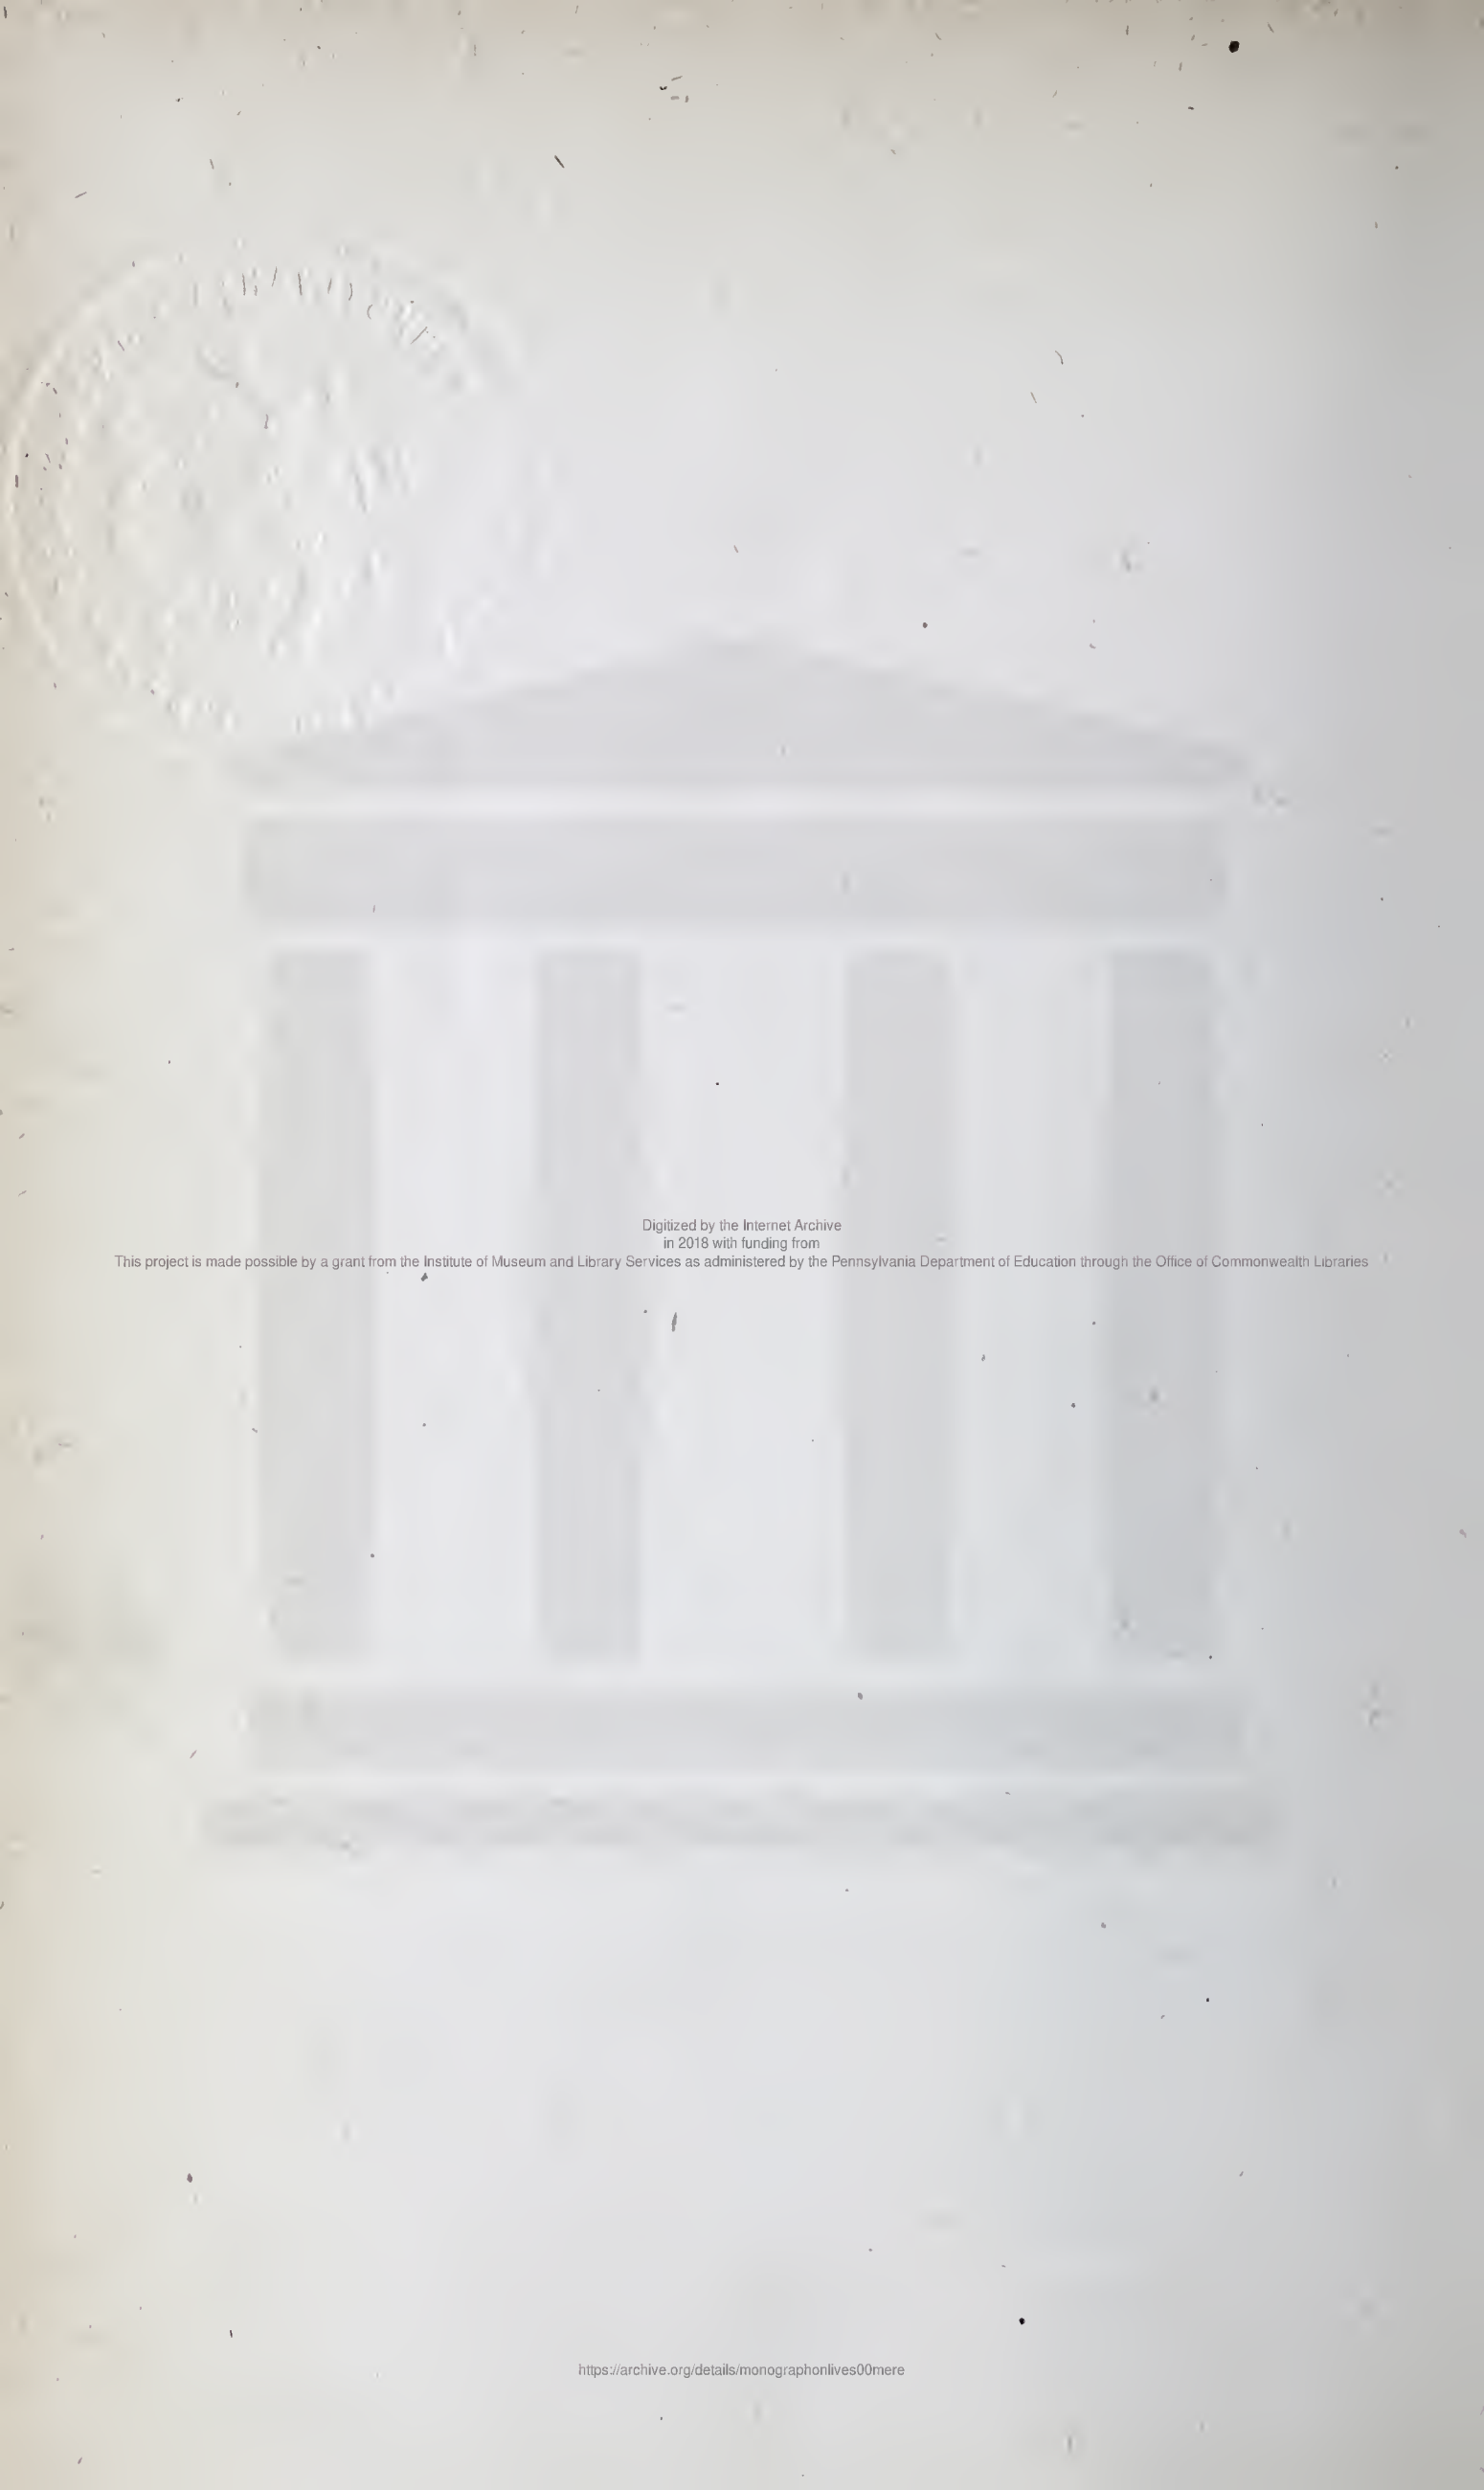 Digitized by the Internet Archive
in 2018 with funding from
This project is made possible by a grant from the Institute of Museum and Library Services as administered by the Pennsylvania Department of Education through the Office of Commonwealth Libraries
https://archive.org/details/monographonlives00mere